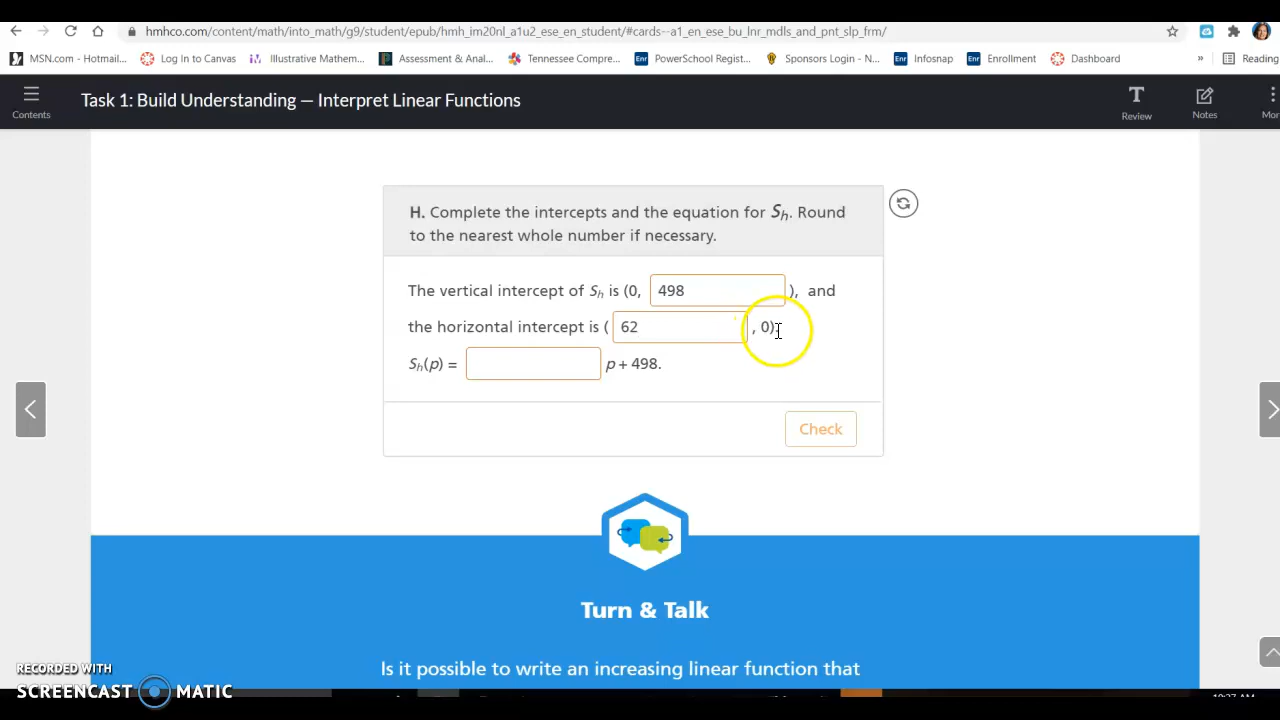 hmhco.com/content/math/into_math/g9/student/epub/hmh_im20nl_a1u2_ese_en_student/#cards--a1_en_ese_bu_lnr_mdls_and_pnt_slp_frm/
MSN.com - Hotmail... Log In to Canvas Illustrative Mathem... Assessment & Anal... Tennessee Compre... Enr PowerSchool Regist... Sponsors Login - N... Enr Infosnap Enr Enrollment Dashboard » Reading
Contents
Task 1: Build Understanding — Interpret Linear Functions
T Review
Notes
Mor
H. Complete the intercepts and the equation for Sh. Round
to the nearest whole number if necessary.
The vertical intercept of Sh is (0, 498 ), and
the horizontal intercept is ( 62 , 0)
Sh(p) = p + 498.
Check
Turn & Talk
Is it possible to write an increasing linear function that
RECORDED WITH
SCREENCAST MATIC